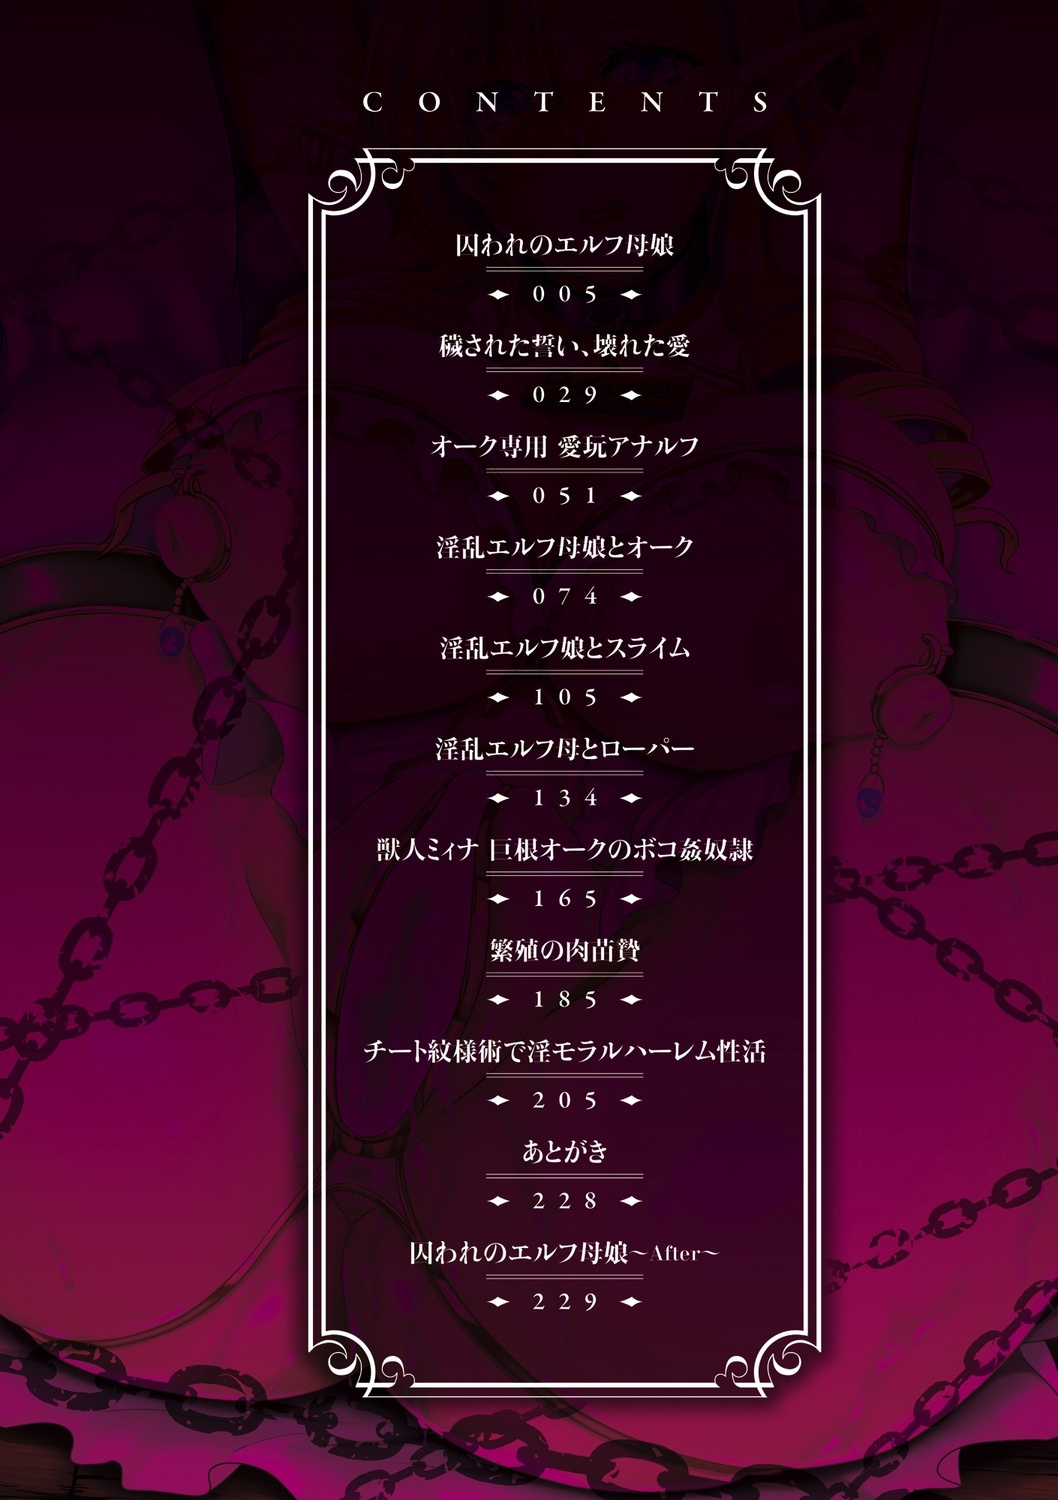 CONTENTS
囚われのエルフ母娘
005
穢された誓い、壊れた愛
029
オーク専用 愛玩アナルフ
051
淫乱エルフ母娘とオーク
074
淫乱エルフ娘とスライム
105
淫乱エルフ母とローパー
134
獣人ミィナ 巨根オークのボコ姦奴隷
165
繁殖の肉苗贄
185
チート紋様術で淫モラルハーレム性活
205
あとがき
228
囚われのエルフ母娘～After～
229